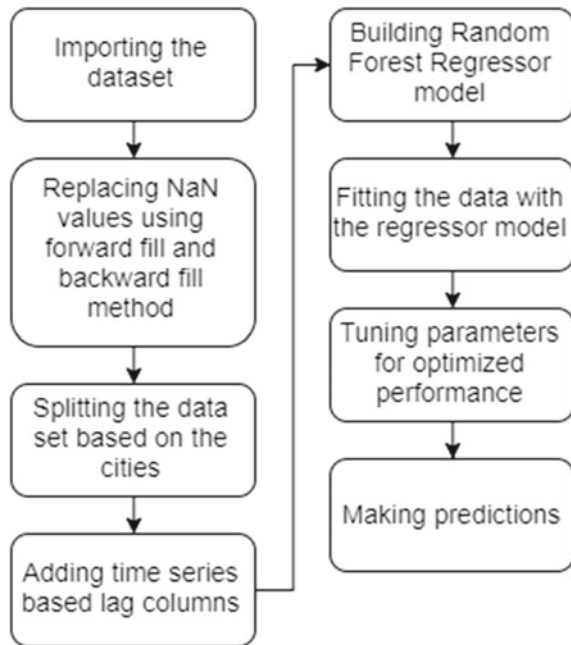 Importing the
dataset
Replacing NaN
values using
forward fill and
backward fill
method
Splitting the data
set based on the
cities
Adding time series
based lag columns
Building Random
Forest Regressor
model
Fitting the data with
the regressor model
Tuning parameters
for optimized
performance
Making predictions